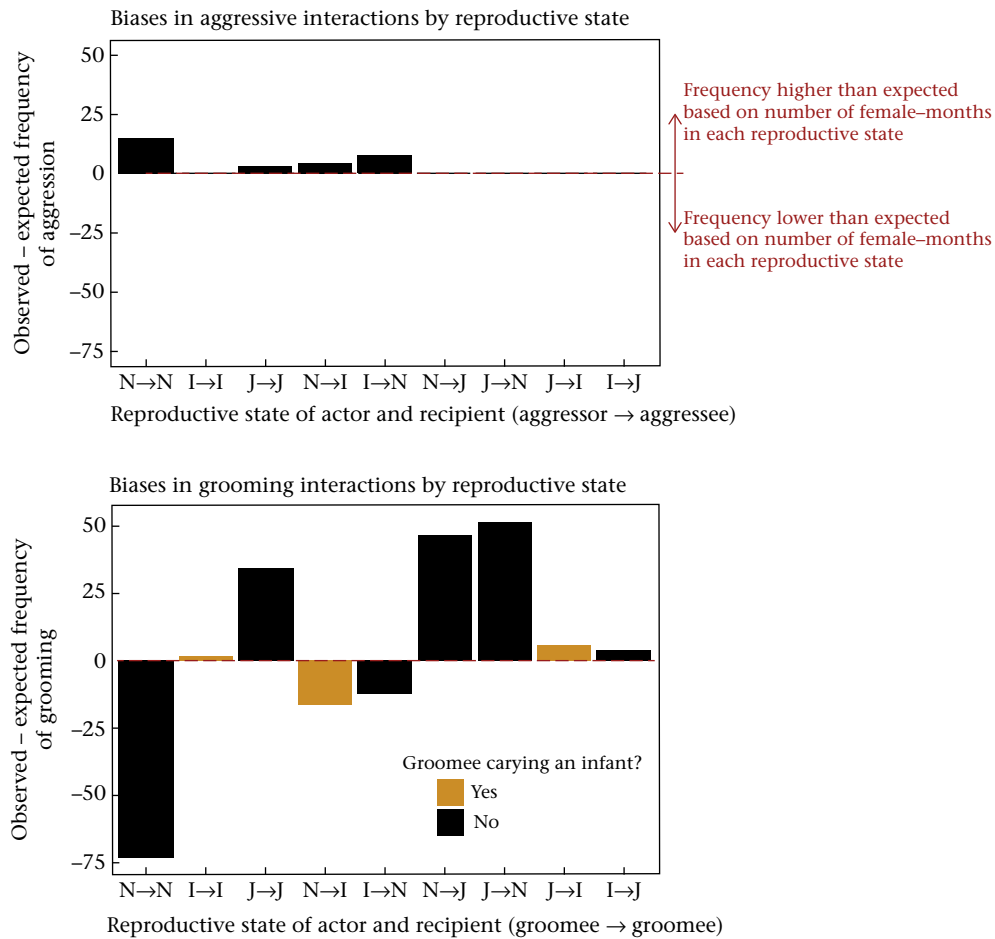 Biases in aggressive interactions by reproductive state
Observed – expected frequency
of aggression
50
25
0
–25
–50
–75
N→N I→I J→J N→I I→N N→J J→N J→I I→J
Reproductive state of actor and recipient (aggressor → aggressee)
Frequency higher than expected
based on number of female–months
in each reproductive state
Frequency lower than expected
based on number of female–months
in each reproductive state
Biases in grooming interactions by reproductive state
Observed – expected frequency
of grooming
50
25
0
–25
–50
–75
Groomee carying an infant?
Yes
No
N→N I→I J→J N→I I→N N→J J→N J→I I→J
Reproductive state of actor and recipient (groomee → groomee)